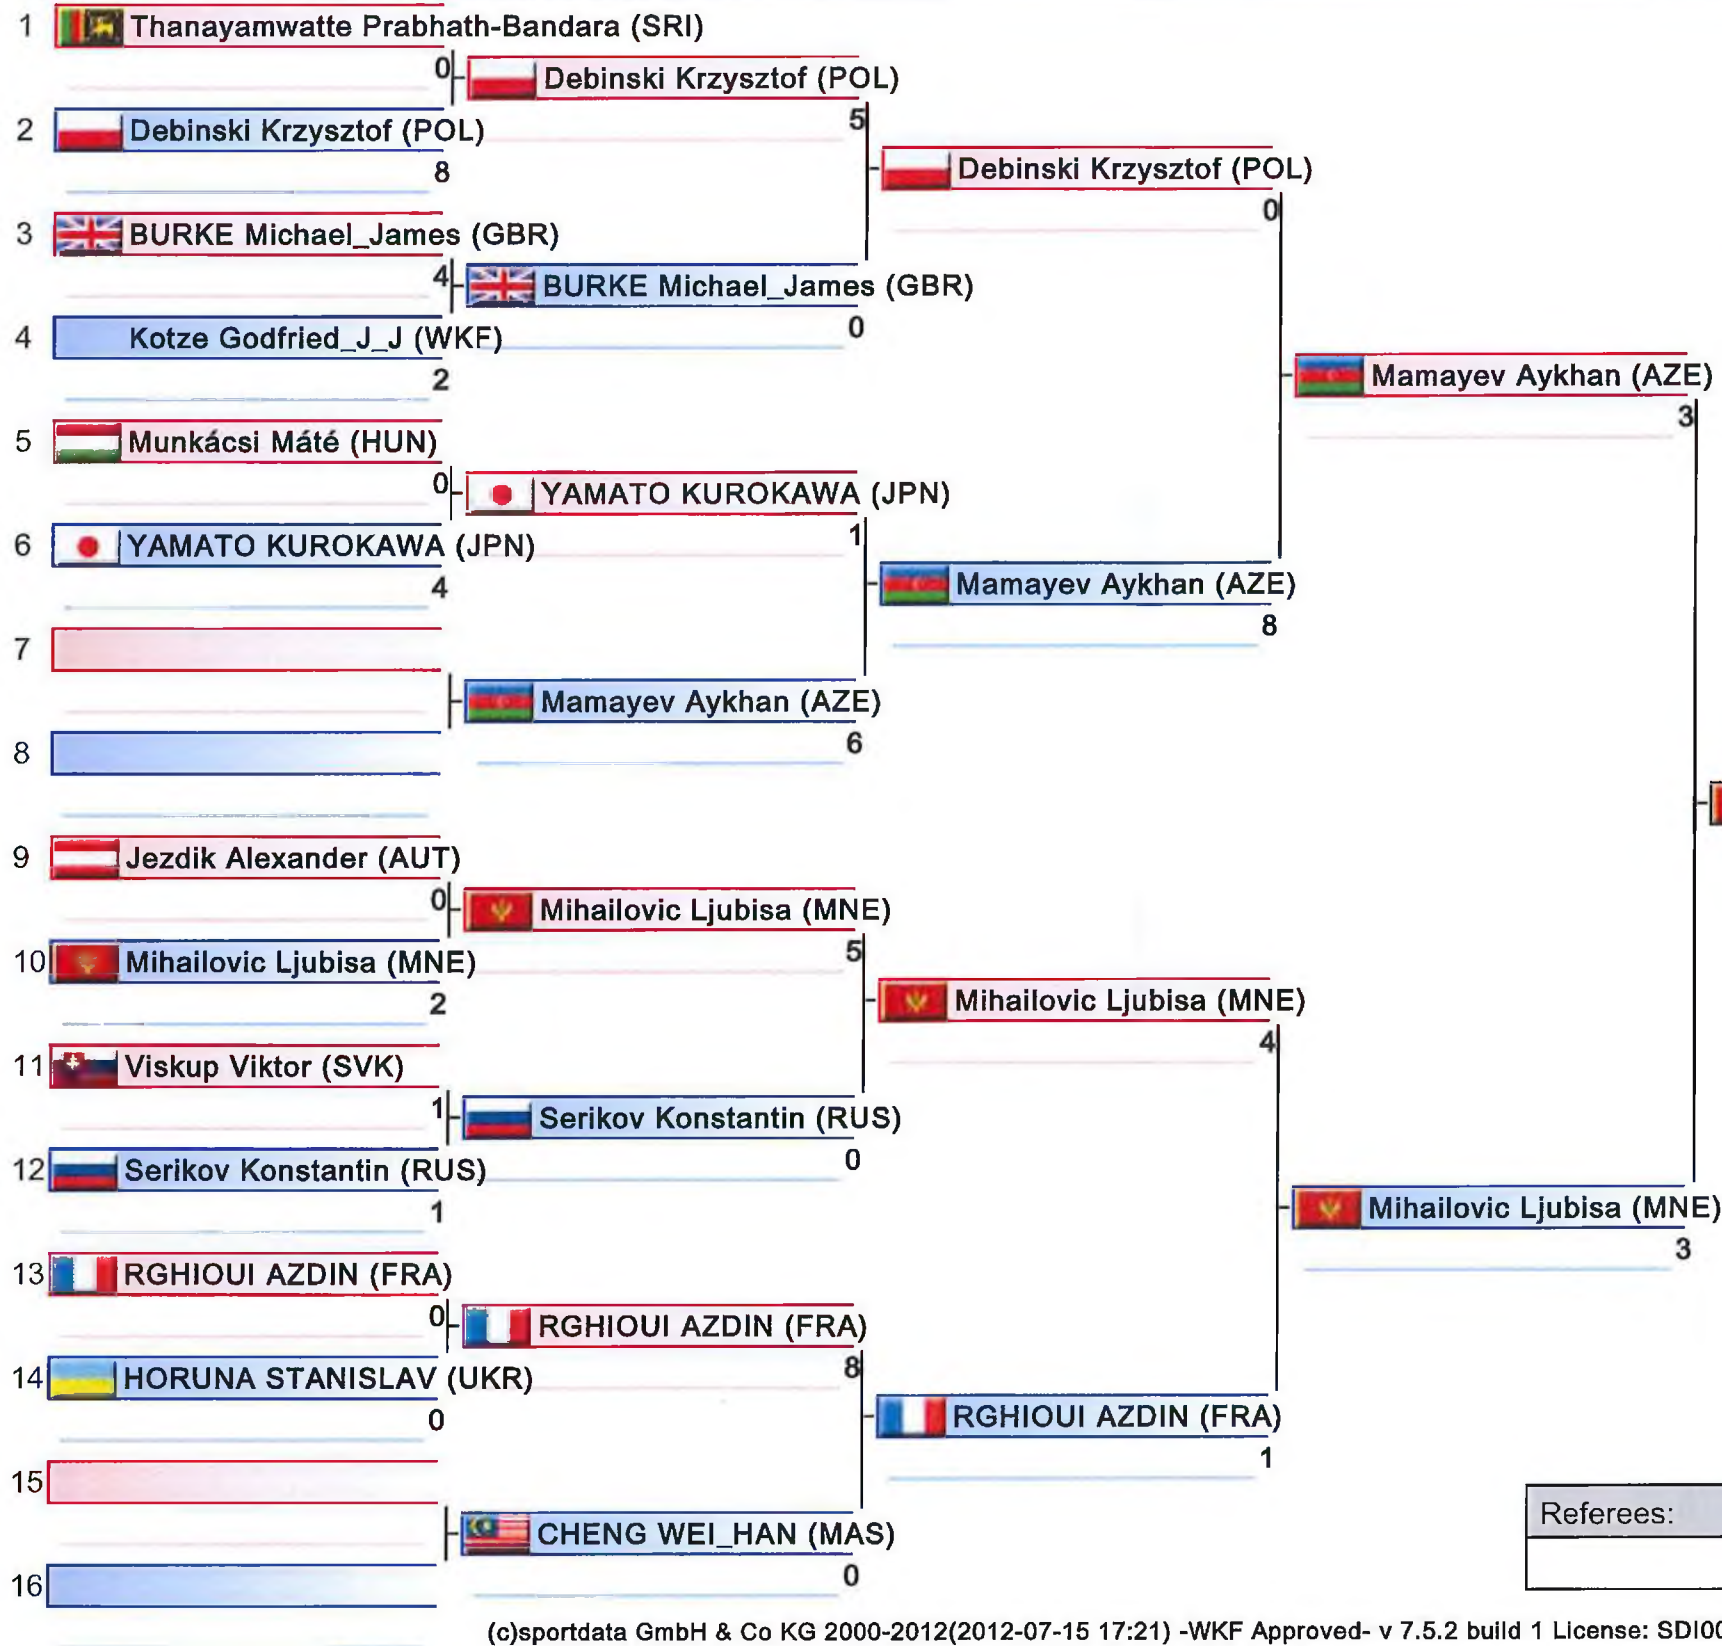 1 Thanayamwatte Prabhath-Bandara (SRI)
0 Debinski Krzysztof (POL)
2 Debinski Krzysztof (POL)
5
8
Debinski Krzysztof (POL)
0
3 BURKE Michael_James (GBR)
4 BURKE Michael_James (GBR)
0
4 Kotze Godfried_J_J (WKF)
2
Mamayev Aykhan (AZE)
3
5 Munkácsi Máté (HUN)
0 YAMATO KUROKAWA (JPN)
1
6 YAMATO KUROKAWA (JPN)
4
Mamayev Aykhan (AZE)
8
7
Mamayev Aykhan (AZE)
6
8
9 Jezdik Alexander (AUT)
0 Mihailovic Ljubisa (MNE)
5
10 Mihailovic Ljubisa (MNE)
2
Mihailovic Ljubisa (MNE)
4
11 Viskup Viktor (SVK)
1 Serikov Konstantin (RUS)
0
12 Serikov Konstantin (RUS)
1
Mihailovic Ljubisa (MNE)
3
13 RGHIOUI AZDIN (FRA)
0 RGHIOUI AZDIN (FRA)
8
14 HORUNA STANISLAV (UKR)
0
RGHIOUI AZDIN (FRA)
1
15
CHENG WEI_HAN (MAS)
0
16
Referees:
(c)sportdata GmbH & Co KG 2000-2012(2012-07-15 17:21) -WKF Approved- v 7.5.2 build 1 License: SDI00